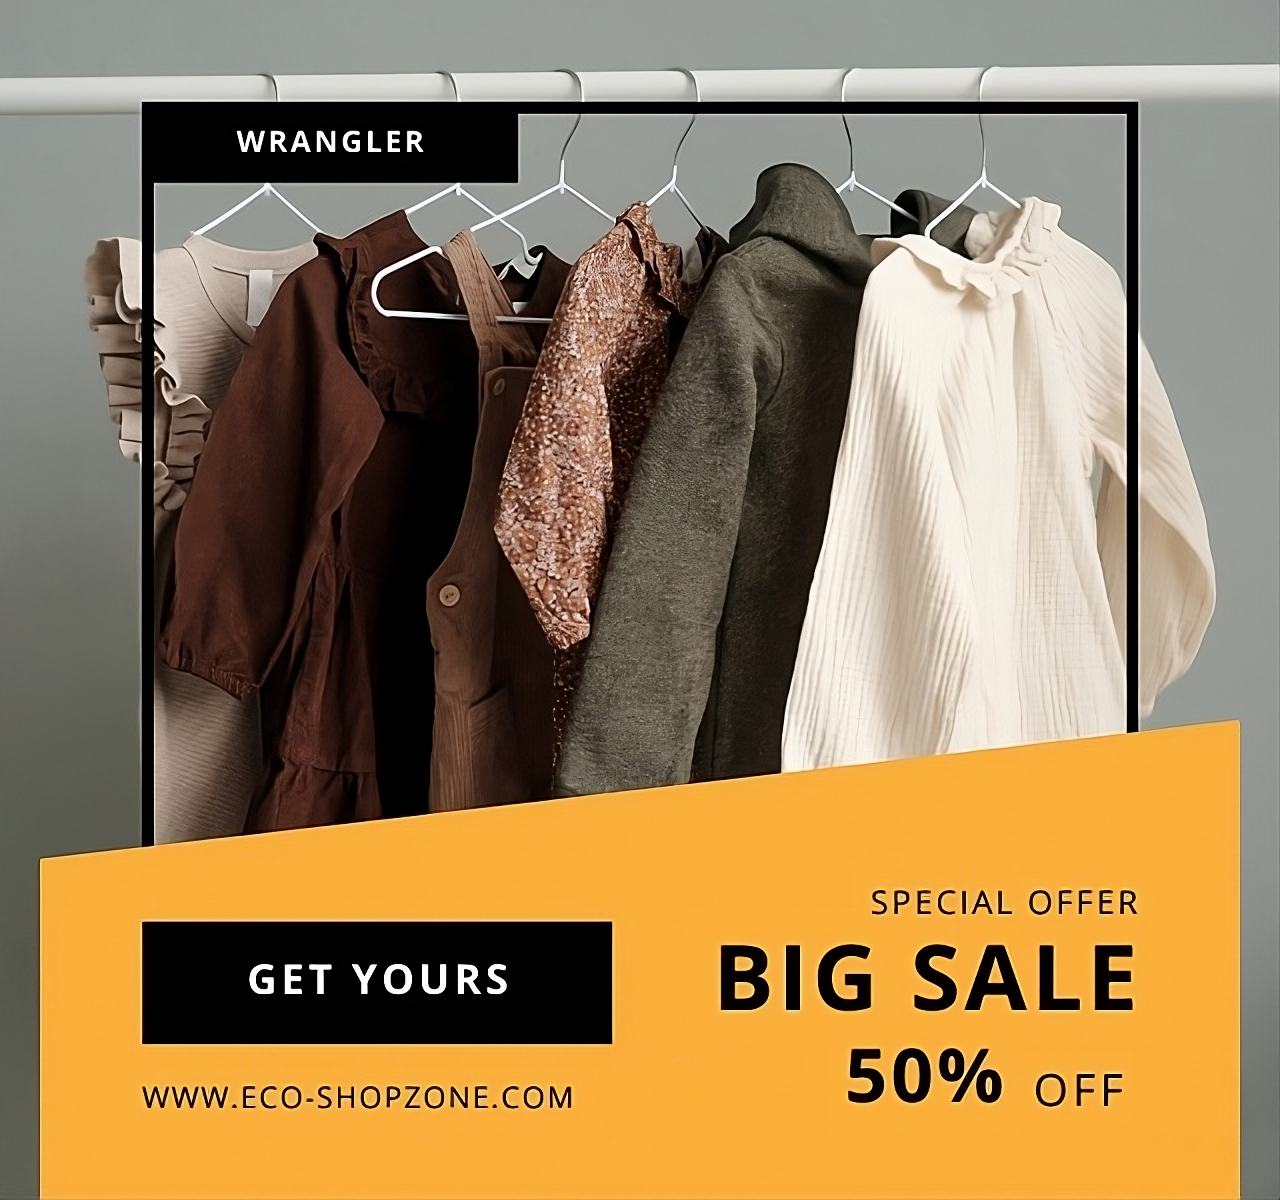 WRANGLER
GET YOURS
WWW.ECO-SHOPZONE.COM
SPECIAL OFFER
BIG SALE
50% OFF